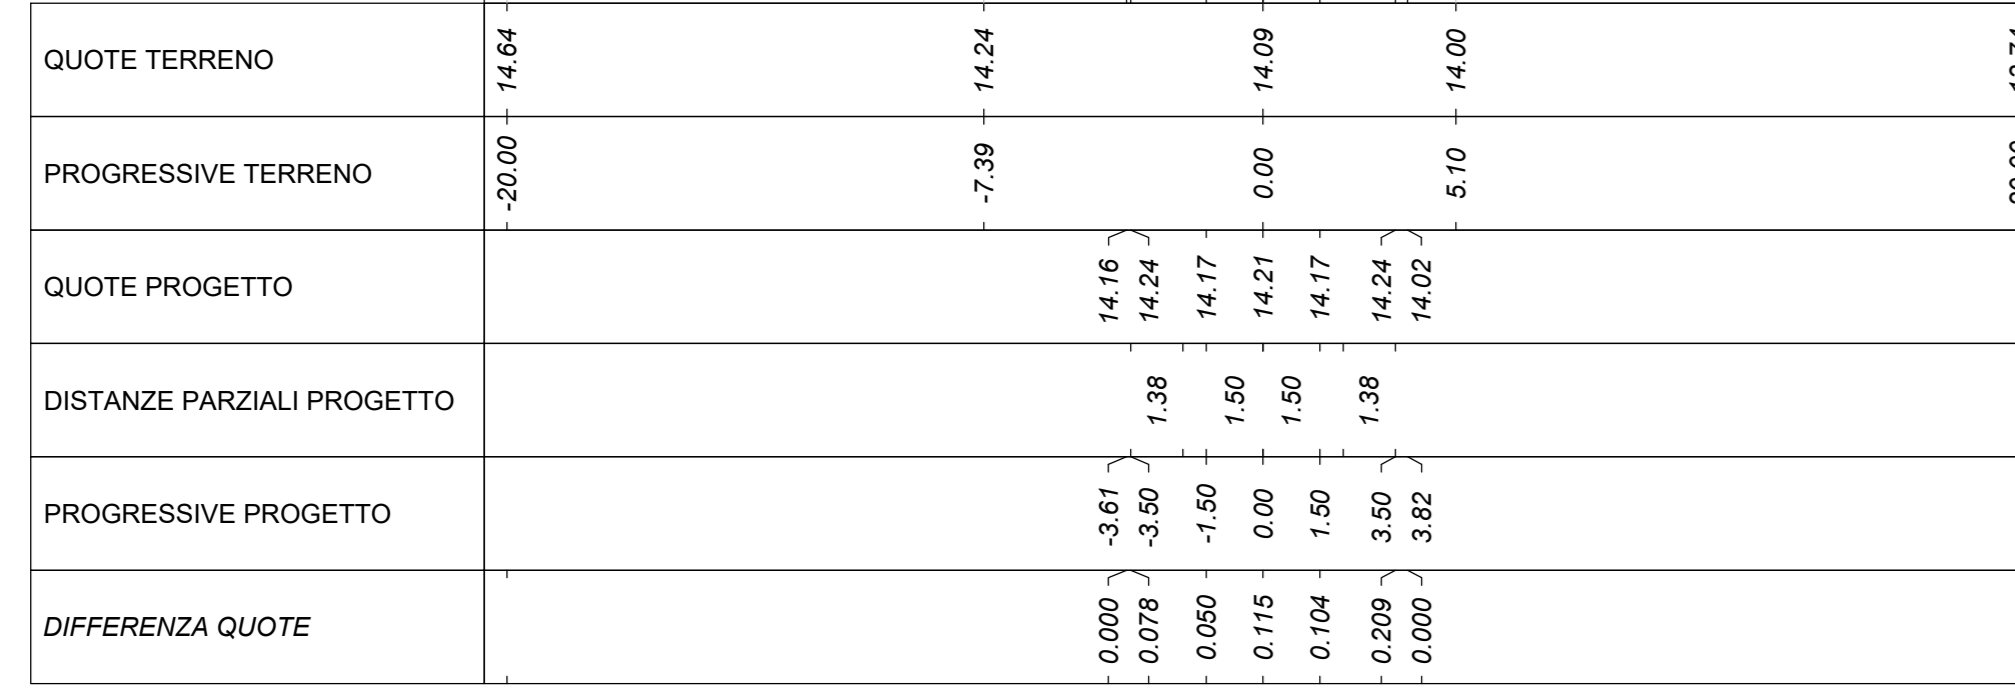 QUOTE TERRENO 14.64 14.24 14.09 14.00
PROGRESSIVE TERRENO -20.00 -7.39 0.00 5.10
QUOTE PROGETTO 14.16 14.24 14.17 14.21 14.17 14.24 14.02
DISTANZE PARZIALI PROGETTO 1.38 1.50 1.50 1.38
PROGRESSIVE PROGETTO -3.61 -3.50 -1.50 0.00 1.50 3.50 3.82
DIFFERENZA QUOTE 0.000 0.078 0.050 0.115 0.104 0.209 0.000